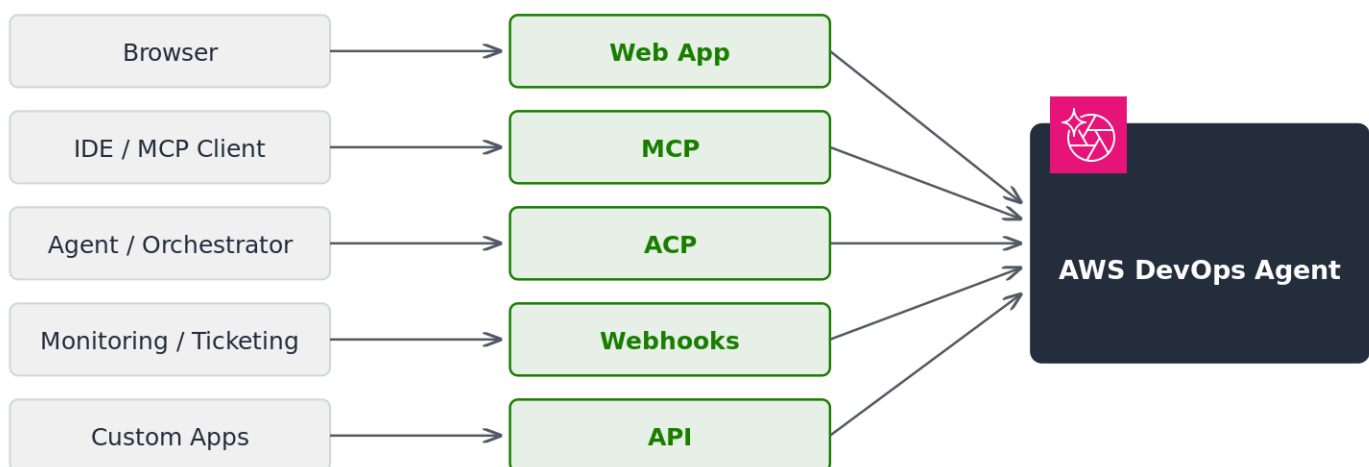 Browser
Web App
IDE / MCP Client
MCP
Agent / Orchestrator
ACP
AWS DevOps Agent
Monitoring / Ticketing
Webhooks
Custom Apps
API